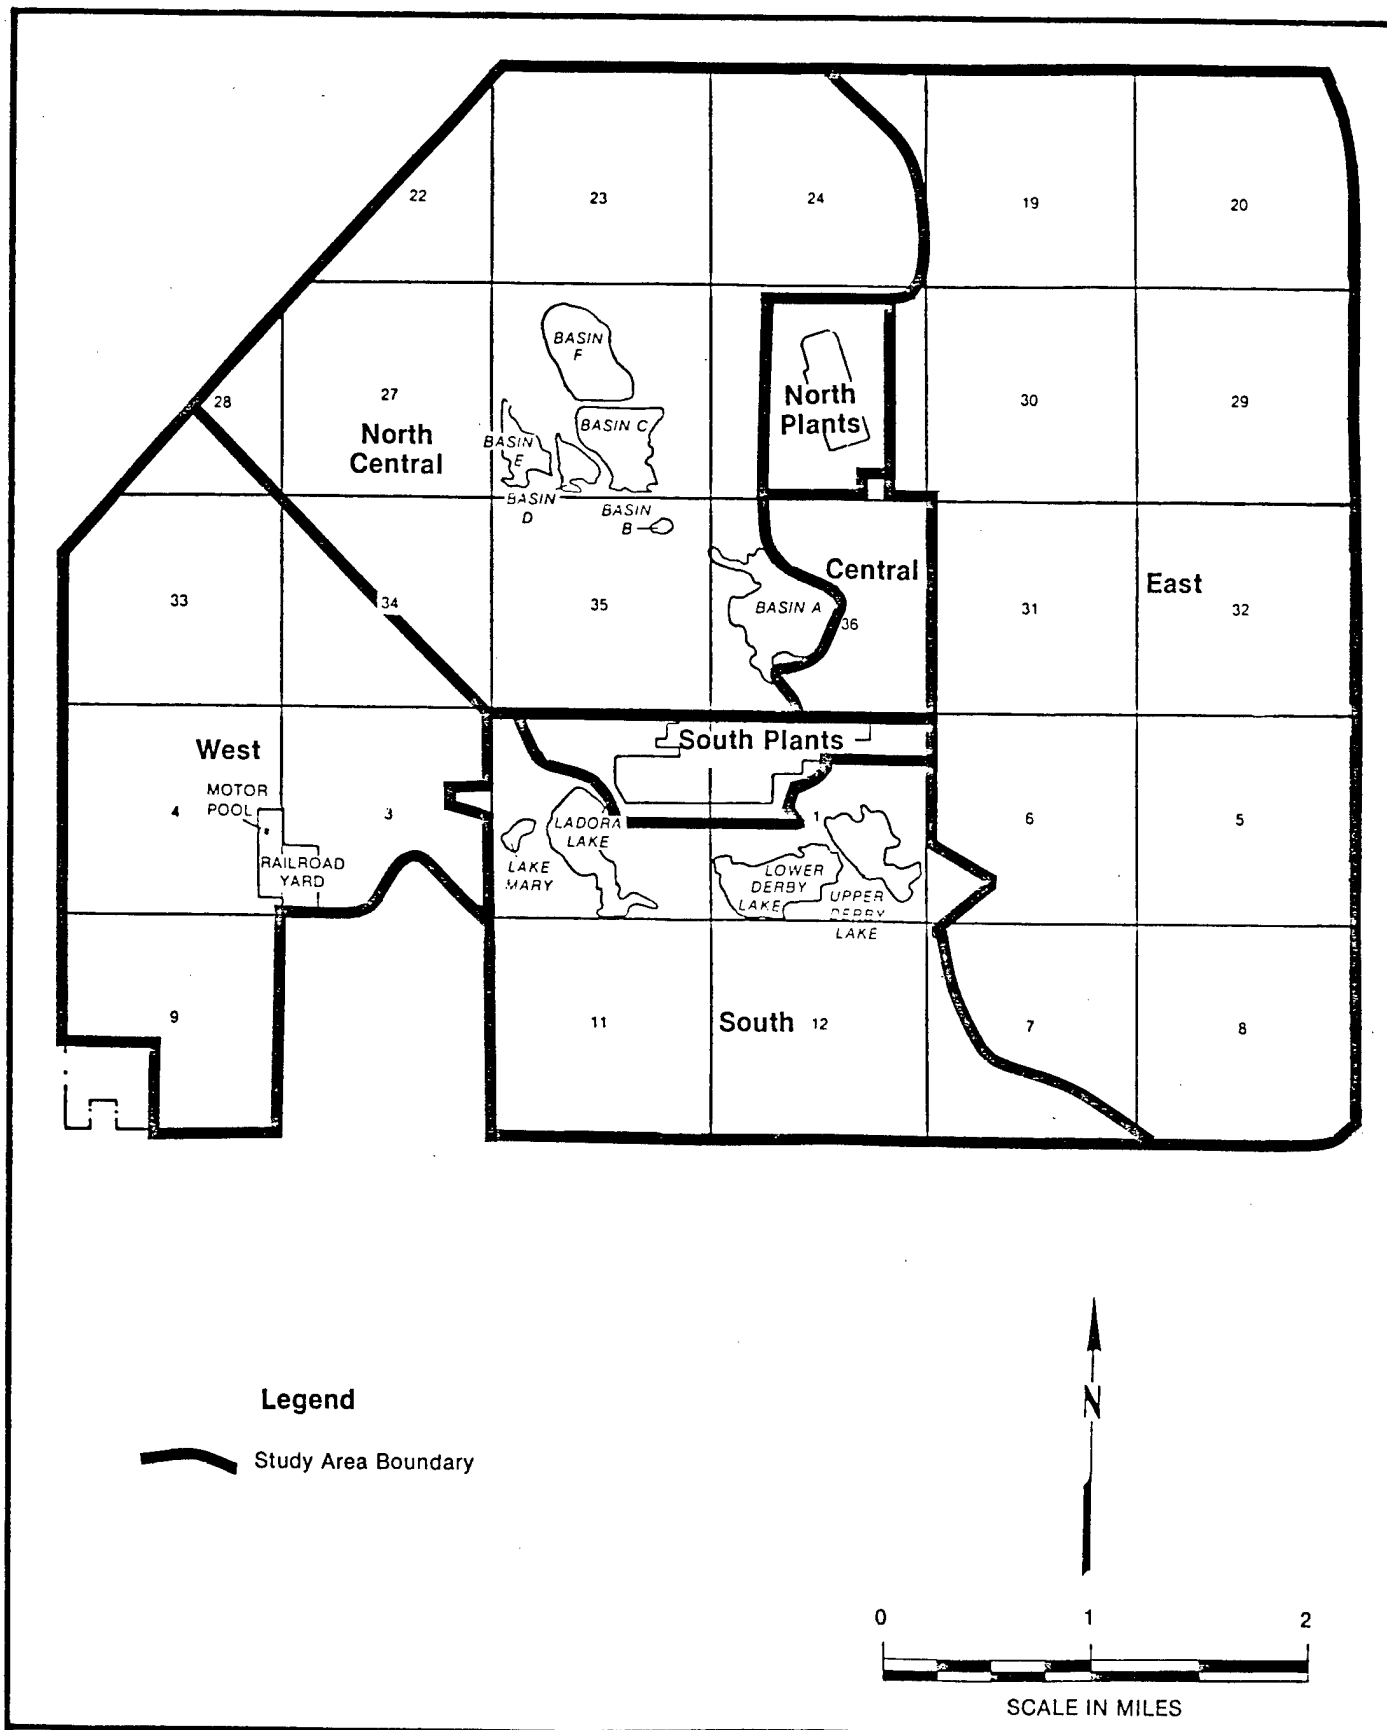 22
23
24
19
20
BASIN
F
28
27
North
Central
BASIN
E
BASIN C
North
Plants
30
29
BASIN
D
BASIN
B
33
34
35
BASIN A
Central
36
31
East
32
West
South Plants
MOTOR
POOL
4
3
RAILROAD
YARD
LADORA
LAKE
LAKE
MARY
1
LOWER
DERBY
LAKE
UPPER
DERBY
LAKE
6
5
9
11
South
12
7
8
Legend
Study Area Boundary
N
0
1
2
SCALE IN MILES